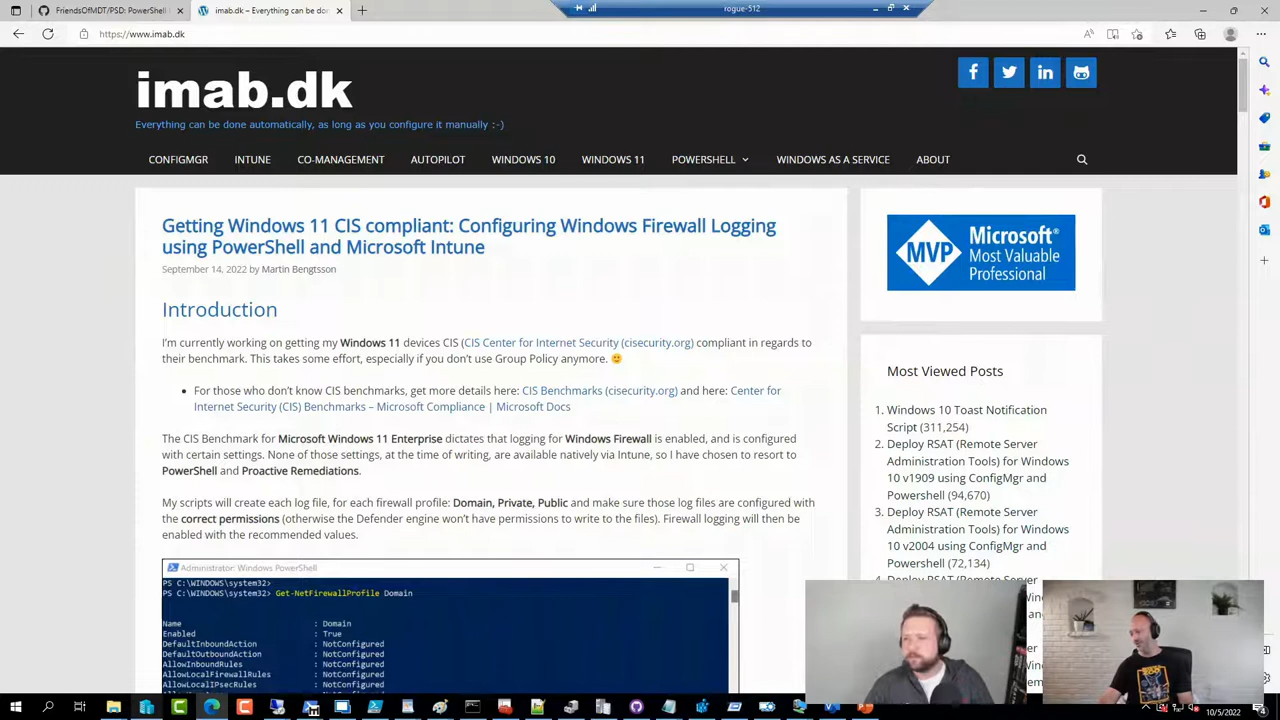 FriendsOfMDT/PSD: PowerShell
imab.dk – Everything can be do
rogue-512
https://www.imab.dk
imab.dk
Everything can be done automatically, as long as you configure it manually :-)
CONFIGMGR INTUNE CO-MANAGEMENT AUTOPILOT WINDOWS 10 WINDOWS 11 POWERSHELL WINDOWS AS A SERVICE ABOUT
Getting Windows 11 CIS compliant: Configuring Windows Firewall Logging
using PowerShell and Microsoft Intune
September 14, 2022 by Martin Bengtsson
Introduction
I'm currently working on getting my Windows 11 devices CIS (CIS Center for Internet Security (cisecurity.org) compliant in regards to
their benchmark. This takes some effort, especially if you don't use Group Policy anymore. 🙂
For those who don't know CIS benchmarks, get more details here: CIS Benchmarks (cisecurity.org) and here: Center for
Internet Security (CIS) Benchmarks – Microsoft Compliance | Microsoft Docs
The CIS Benchmark for Microsoft Windows 11 Enterprise dictates that logging for Windows Firewall is enabled, and is configured
with certain settings. None of those settings, at the time of writing, are available natively via Intune, so I have chosen to resort to
PowerShell and Proactive Remediations.
My scripts will create each log file, for each firewall profile: Domain, Private, Public and make sure those log files are configured with
the correct permissions (otherwise the Defender engine won't have permissions to write to the files). Firewall logging will then be
enabled with the recommended values.
Administrator: Windows PowerShell
PS C:\WINDOWS\system32>
PS C:\WINDOWS\system32> Get-NetFirewallProfile Domain
Name : Domain
Enabled : True
DefaultInboundAction : NotConfigured
DefaultOutboundAction : NotConfigured
AllowInboundRules : NotConfigured
AllowLocalFirewallRules : NotConfigured
AllowLocalIPsecRules : NotConfigured
MVP
Microsoft®
Most Valuable
Professional
Most Viewed Posts
1. Windows 10 Toast Notification
Script (311,254)
2. Deploy RSAT (Remote Server
Administration Tools) for Windows
10 v1909 using ConfigMgr and
Powershell (94,670)
3. Deploy RSAT (Remote Server
Administration Tools) for Windows
10 v2004 using ConfigMgr and
Powershell (72,134)
10/5/2022